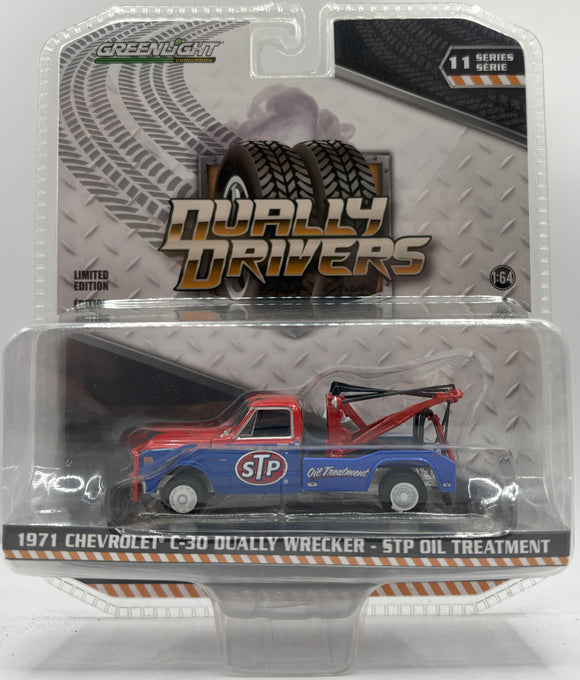 GREENLIGHT
collectibles
11 SERIES
SÉRIE
DUALLY
DRIVERS
LIMITED
EDITION
ÉDITION
1:64
STP
Oil Treatment
1971 CHEVROLET C-30 DUALLY WRECKER - STP OIL TREATMENT